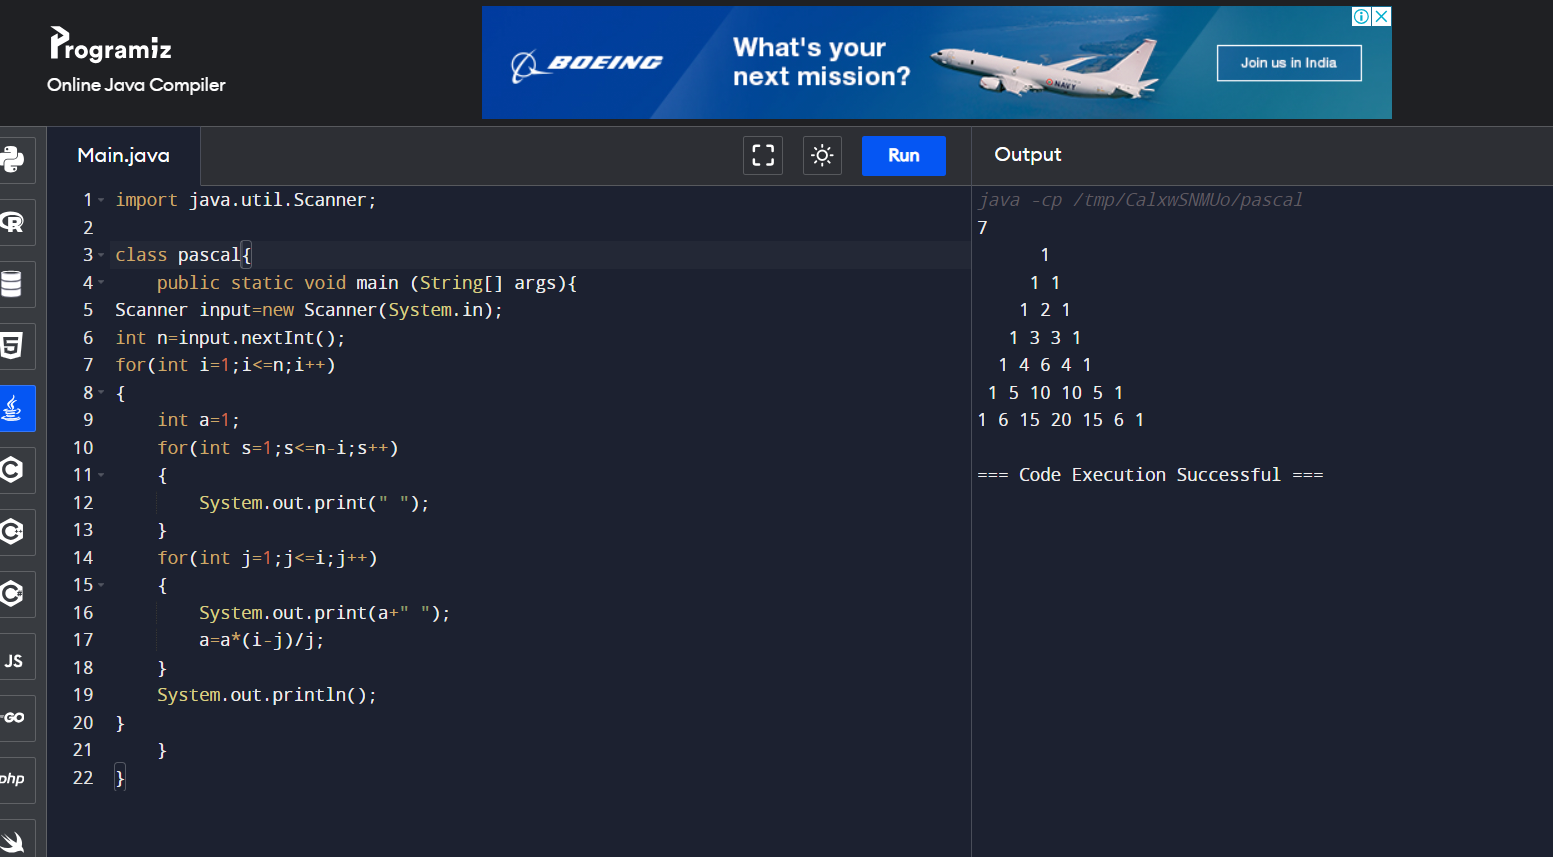 Programiz
Online Java Compiler
BOEING
What's your
next mission?
NAVY
Join us in India
Main.java
Run
Output
1 import java.util.Scanner;
2
3 class pascal{
4     public static void main (String[] args){
5 Scanner input=new Scanner(System.in);
6 int n=input.nextInt();
7 for(int i=1;i<=n;i++)
8 {
9     int a=1;
10     for(int s=1;s<=n-i;s++)
11     {
12         System.out.print(" ");
13     }
14     for(int j=1;j<=i;j++)
15     {
16         System.out.print(a+" ");
17         a=a*(i-j)/j;
18     }
19     System.out.println();
20 }
21     }
22 }
java -cp /tmp/CalxwSNMUo/pascal
7
      1
     1 1
    1 2 1
   1 3 3 1
  1 4 6 4 1
 1 5 10 10 5 1
1 6 15 20 15 6 1
=== Code Execution Successful ===
R
5
C
C++
C#
JS
GO
php